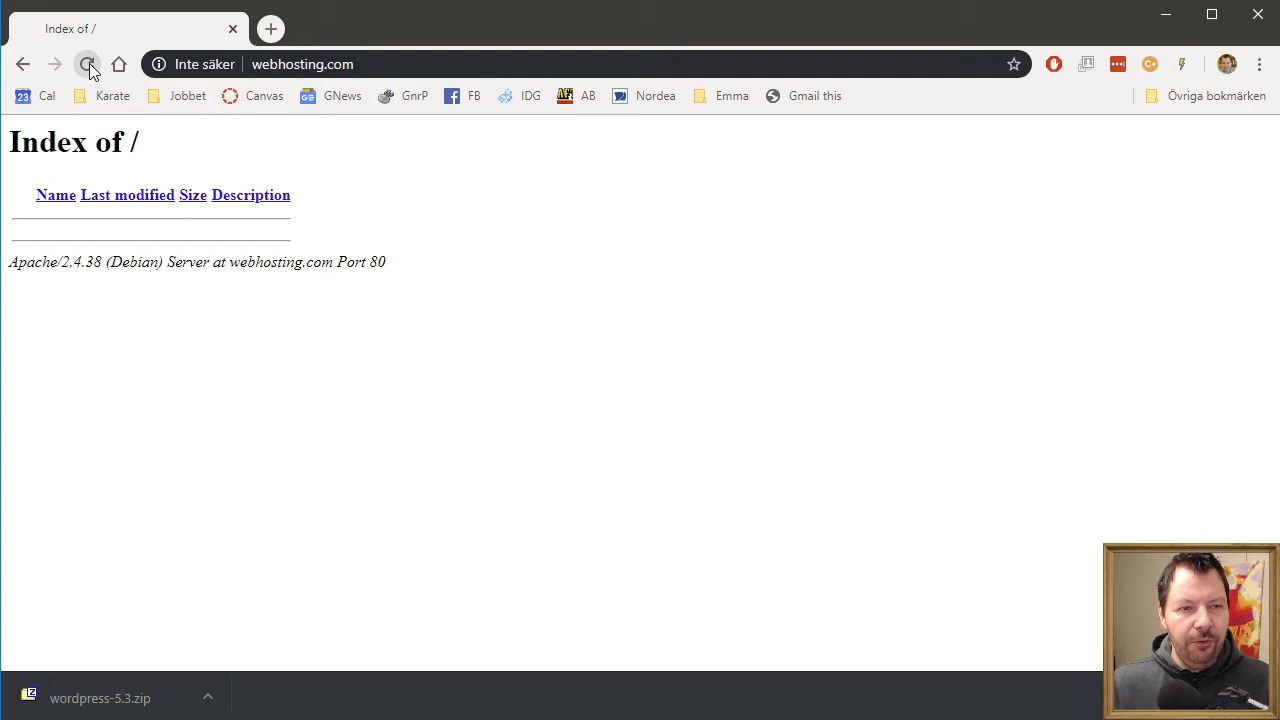 Index of /
Inte säker webhosting.com
Cal Karate Jobbet Canvas GNews GnrP FB IDG AB Nordea Emma Gmail this Övriga bokmärken
Index of /
Name Last modified Size Description
Apache/2.4.38 (Debian) Server at webhosting.com Port 80
wordpress-5.3.zip